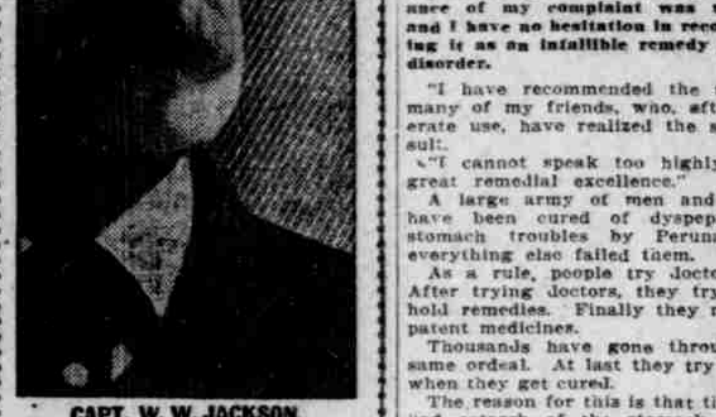 ance of my complaint was
and I have no hesitation in reco
ing it as an infallible remedy
disorder.
"I have recommended the
many of my friends, who, aft
erate use, have realized the s
sult.
"I cannot speak too highly
great remedial excellence."
A large army of men and
have been cured of dyspep
stomach troubles by Peruna
everything else failed them.
As a rule, people try docto
After trying doctors, they try
hold remedies. Finally they
patent medicines.
Thousands have gone throu
same ordeal. At last they try
when they get cured.
The reason for this is that
CAPT. W. W. JACKSON